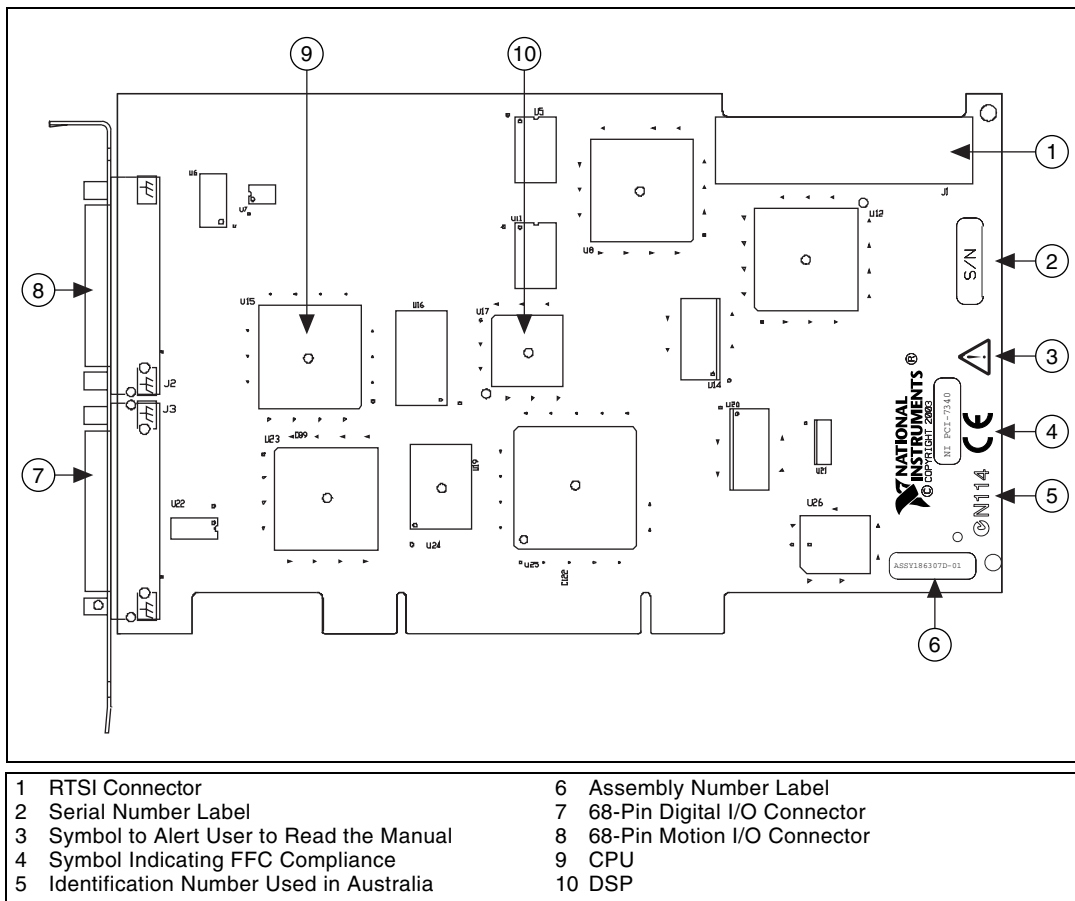 9
10
1
2
3
4
5
6
7
8
U5
U6
U7
U8
U11
J1
U12
S/N
U15
U16
U17
U14
J2
J3
U23
C89
U19
U20
U21
U22
U24
U25
C122
U26
NATIONAL
INSTRUMENTS ®
© COPYRIGHT 2003
NI PCI-7340
CE
N114
ASSY186307D-01
1 RTSI Connector
2 Serial Number Label
3 Symbol to Alert User to Read the Manual
4 Symbol Indicating FFC Compliance
5 Identification Number Used in Australia
6 Assembly Number Label
7 68-Pin Digital I/O Connector
8 68-Pin Motion I/O Connector
9 CPU
10 DSP